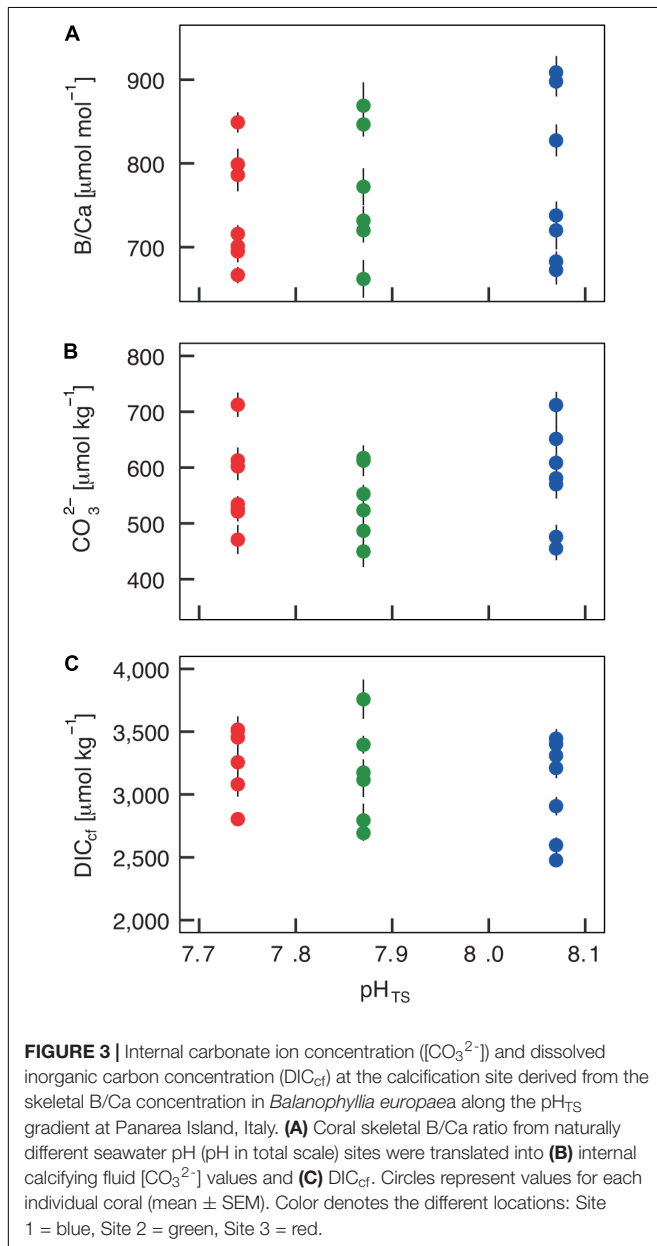 A
B/Ca [μmol mol⁻¹]
900
800
700
B
CO₃²⁻ [μmol kg⁻¹]
800
700
600
500
400
C
DIC_cf [μmol kg⁻¹]
4,000
3,500
3,000
2,500
2,000
7.7 7 .8 7.9 8 .0 8.1
pH_TS
FIGURE 3 | Internal carbonate ion concentration ([CO₃²⁻]) and dissolved
inorganic carbon concentration (DIC_cf) at the calcification site derived from the
skeletal B/Ca concentration in Balanophyllia europaea along the pH_TS
gradient at Panarea Island, Italy. (A) Coral skeletal B/Ca ratio from naturally
different seawater pH (pH in total scale) sites were translated into (B) internal
calcifying fluid [CO₃²⁻] values and (C) DIC_cf. Circles represent values for each
individual coral (mean ± SEM). Color denotes the different locations: Site
1 = blue, Site 2 = green, Site 3 = red.